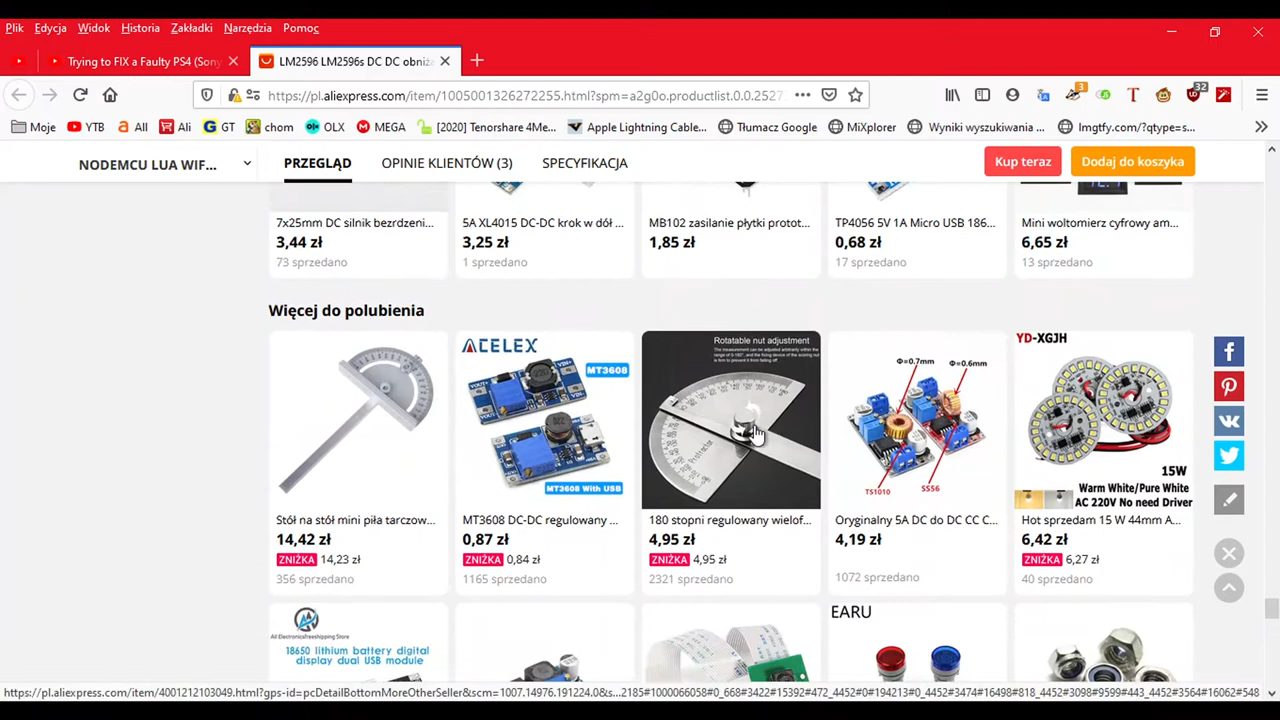 Plik Edycja Widok Historia Zakładki Narzędzia Pomoc
Trying to FIX a Faulty PS4 (Sony
LM2596 LM2596s DC DC obniża
https://pl.aliexpress.com/item/1005001526272255.html?spm=a2g0o.productlist.0.0.2527
3
32
Moje YTB All Ali GT chom OLX MEGA [2020] Tenorshare 4Me... Apple Lightning Cable... Tłumacz Google MiXplorer Wyniki wyszukiwania ... lmgtfy.com/?qtype=s...
NODEMCU LUA WIF... PRZEGLĄD OPINIE KLIENTÓW (3) SPECYFIKACJA Kup teraz Dodaj do koszyka
7x25mm DC silnik bezrdzeni... 5A XL4015 DC-DC krok w dół ... MB102 zasilanie płytki protot... TP4056 5V 1A Micro USB 186... Mini woltomierz cyfrowy am...
3,44 zł 3,25 zł 1,85 zł 0,68 zł 6,65 zł
73 sprzedano 1 sprzedano 17 sprzedano 13 sprzedano
Więcej do polubienia
ACELEX
MT3608
MT3608 With USB
Rotatable nut adjustment
Protractor
Φ=0.7mm Φ=0.6mm
TS1010 SS56
YD-XGJH
15W
Warm White/Pure White
AC 220V No need Driver
Stół na stół mini piła tarczow... MT3608 DC-DC regulowany ... 180 stopni regulowany wielof... Oryginalny 5A DC do DC CC C... Hot sprzedam 15 W 44mm A...
14,42 zł 0,87 zł 4,95 zł 4,19 zł 6,42 zł
ZNIŻKA 14,23 zł ZNIŻKA 0,84 zł ZNIŻKA 4,95 zł ZNIŻKA 6,27 zł
356 sprzedano 1165 sprzedano 2321 sprzedano 1072 sprzedano 40 sprzedano
All Electronicsfreeshipping Store
18650 lithium battery digital
display dual USB module
EARU
https://pl.aliexpress.com/item/4001212103049.html?gps-id=pcDetailBottomMoreOtherSeller&scm=1007.14976.191224.0&s...2185#1000066058#0_668#3422#15392#472_4452#0#194213#0_4452#3474#16498#818_4452#3098#9599#443_4452#3564#16062#548